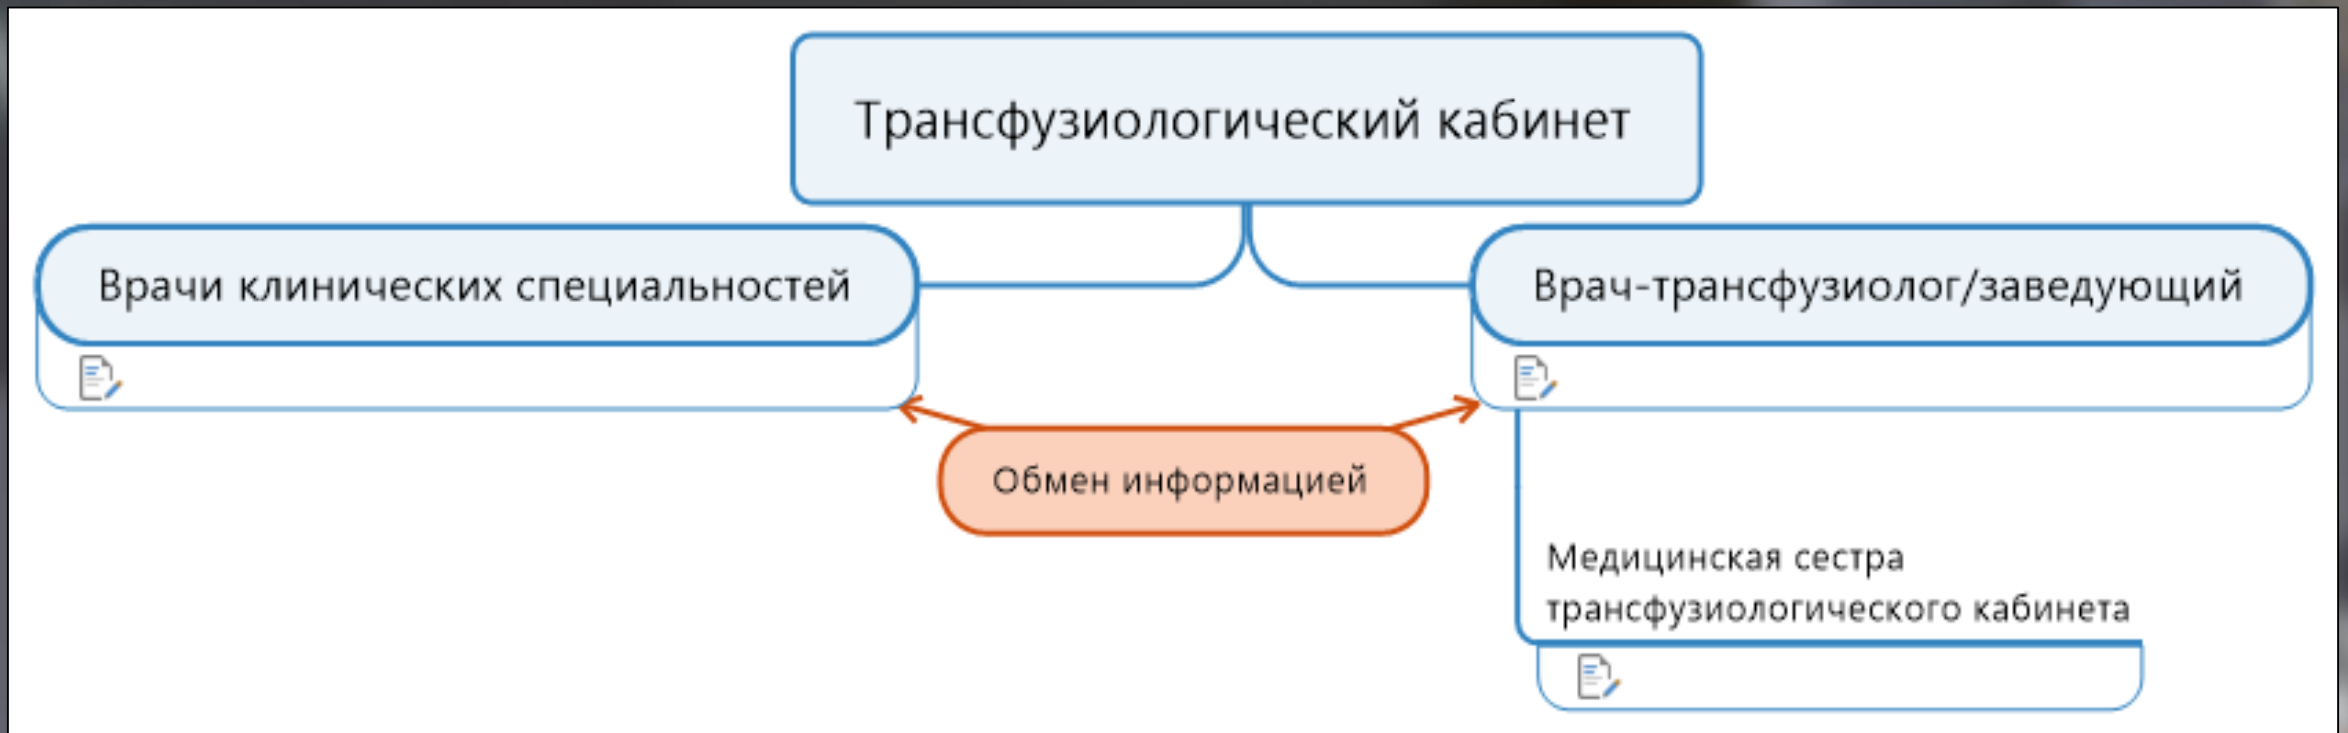 Трансфузиологический кабинет
Врачи клинических специальностей
Врач-трансфузиолог/заведующий
Обмен информацией
Медицинская сестра
трансфузиологического кабинета